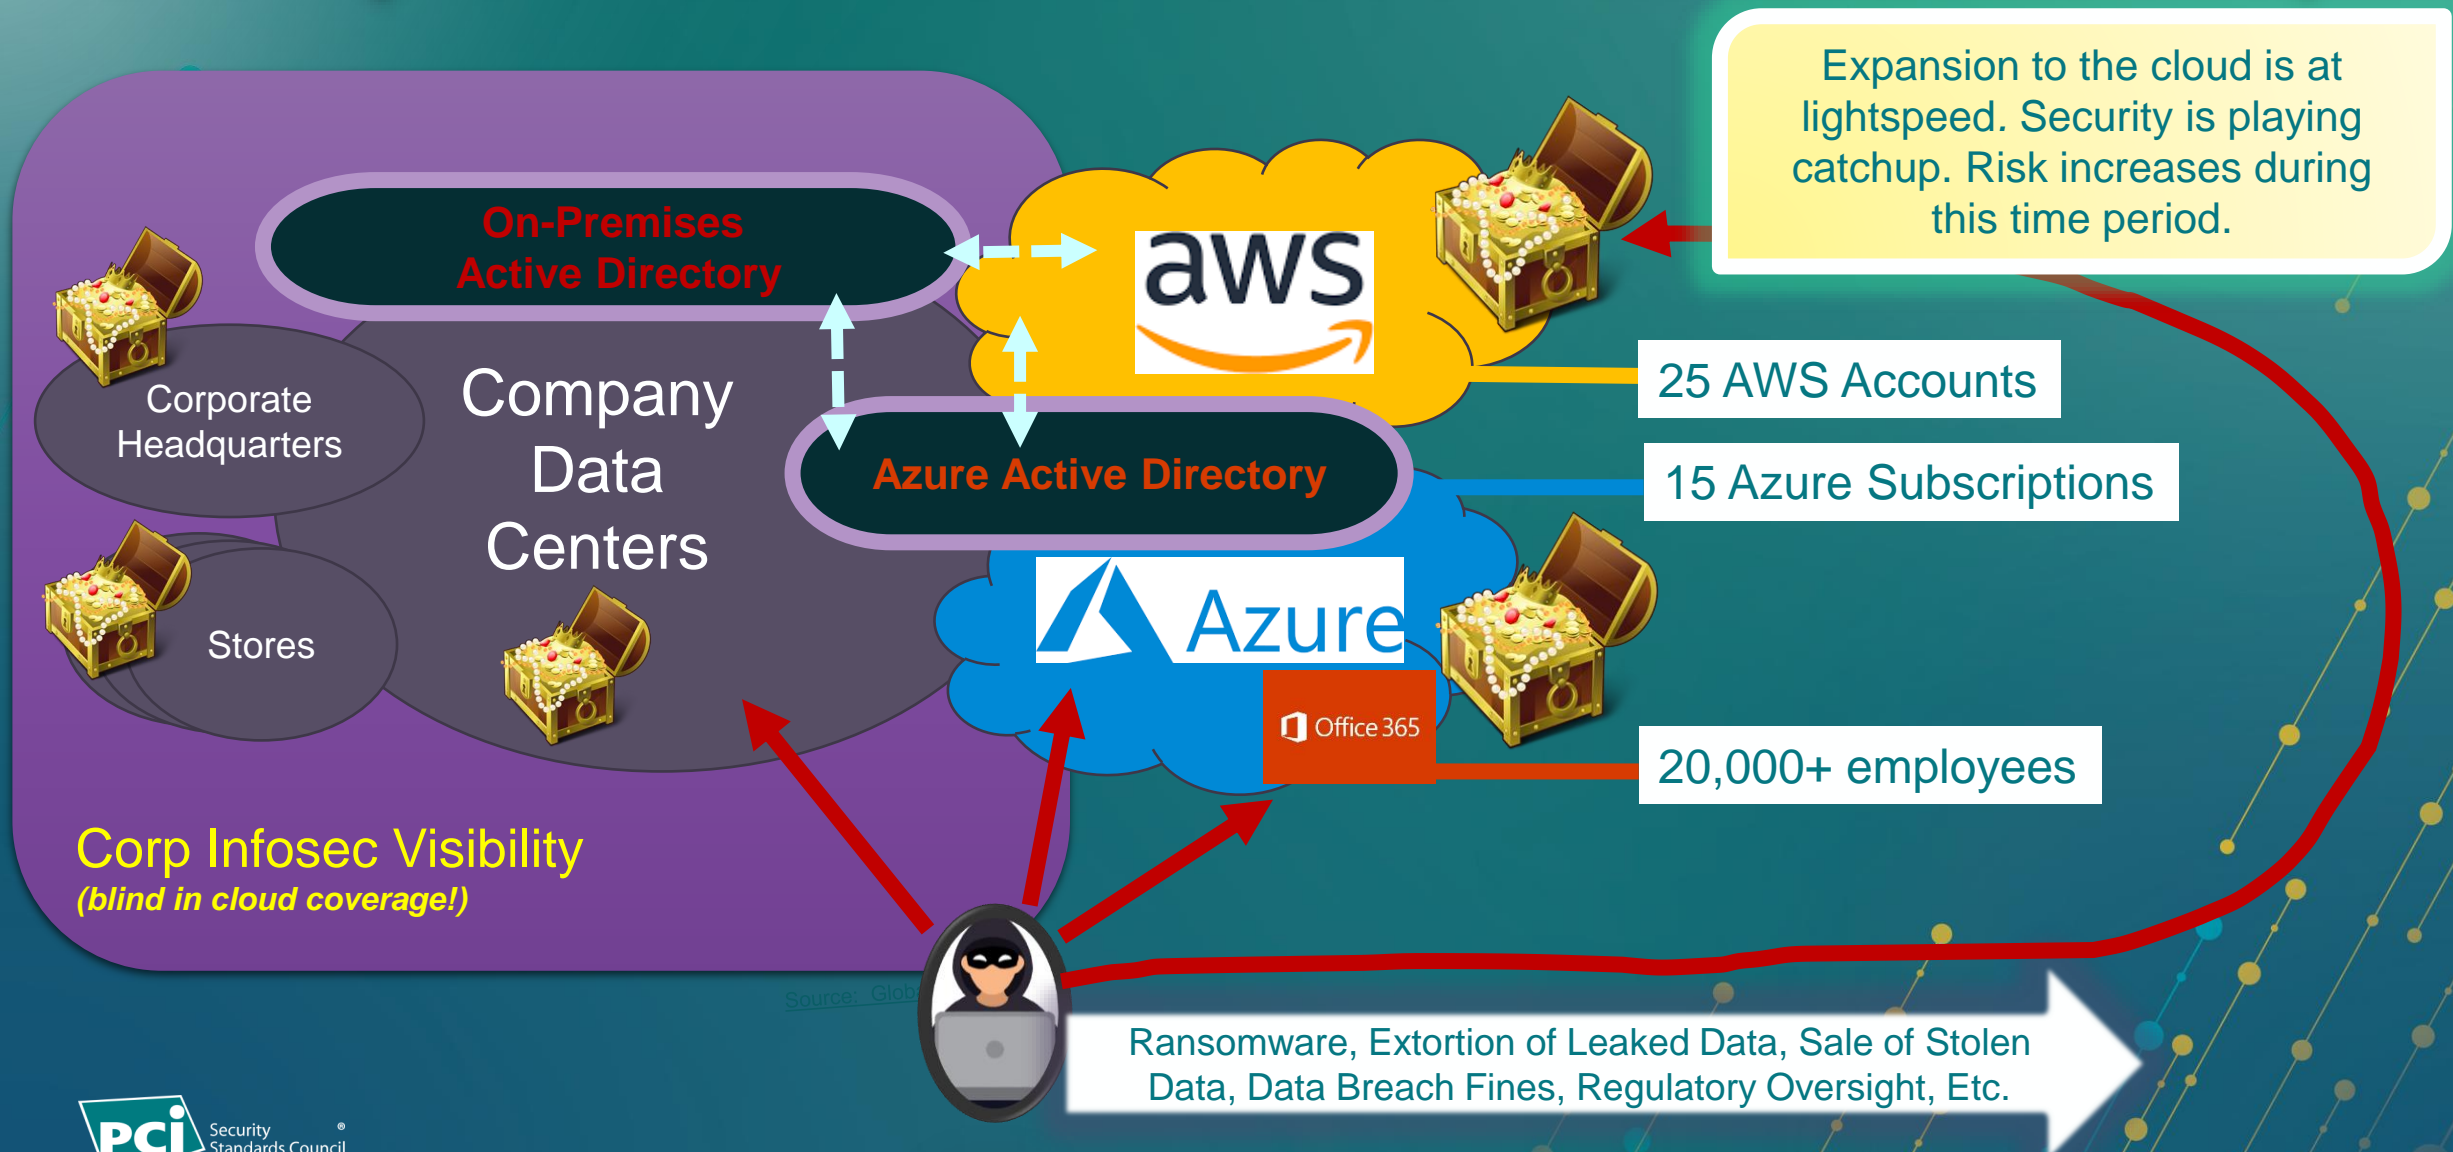 Expansion to the cloud is at
lightspeed. Security is playing
catchup. Risk increases during
this time period.
On-Premises
Active Directory
aws
Corporate
Headquarters
Company
Data
Centers
25 AWS Accounts
Azure Active Directory
15 Azure Subscriptions
Azure
Stores
Office 365
20,000+ employees
Corp Infosec Visibility
(blind in cloud coverage!)
Source:
Ransomware, Extortion of Leaked Data, Sale of Stolen
Data, Data Breach Fines, Regulatory Oversight, Etc.
PCi
Security ®
Standards Council